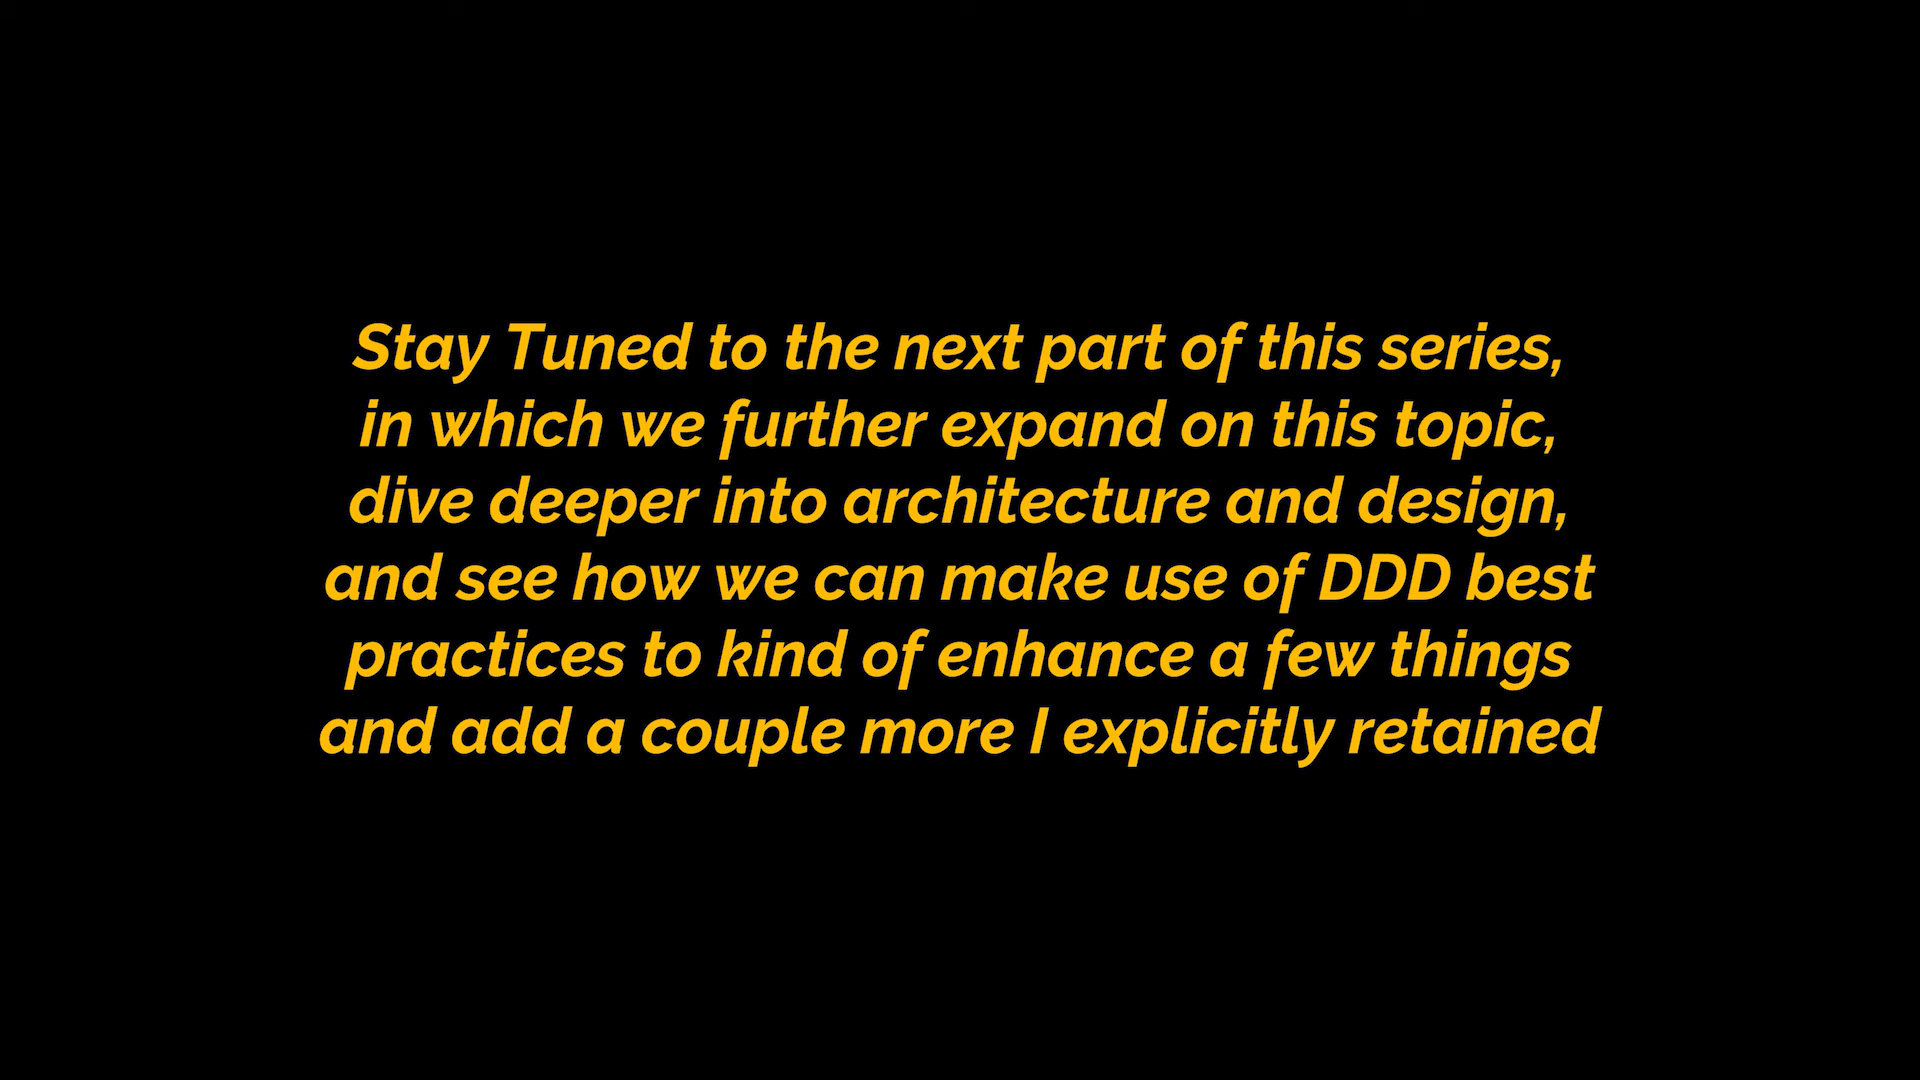 Stay Tuned to the next part of this series,
in which we further expand on this topic,
dive deeper into architecture and design,
and see how we can make use of DDD best
practices to kind of enhance a few things
and add a couple more I explicitly retained